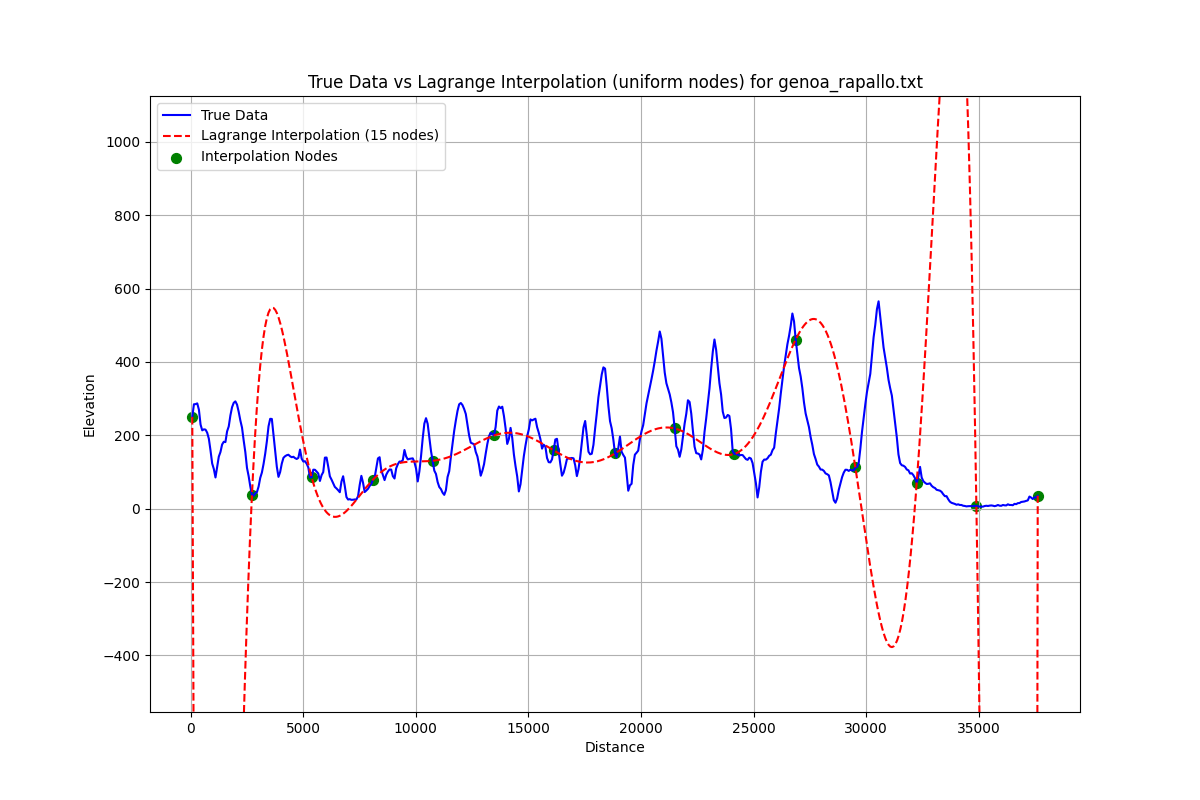 True Data vs Lagrange Interpolation (uniform nodes) for genoa_rapallo.txt
True Data
Lagrange Interpolation (15 nodes)
Interpolation Nodes
1000
800
600
400
200
0
−200
−400
Elevation
0 5000 10000 15000 20000 25000 30000 35000
Distance